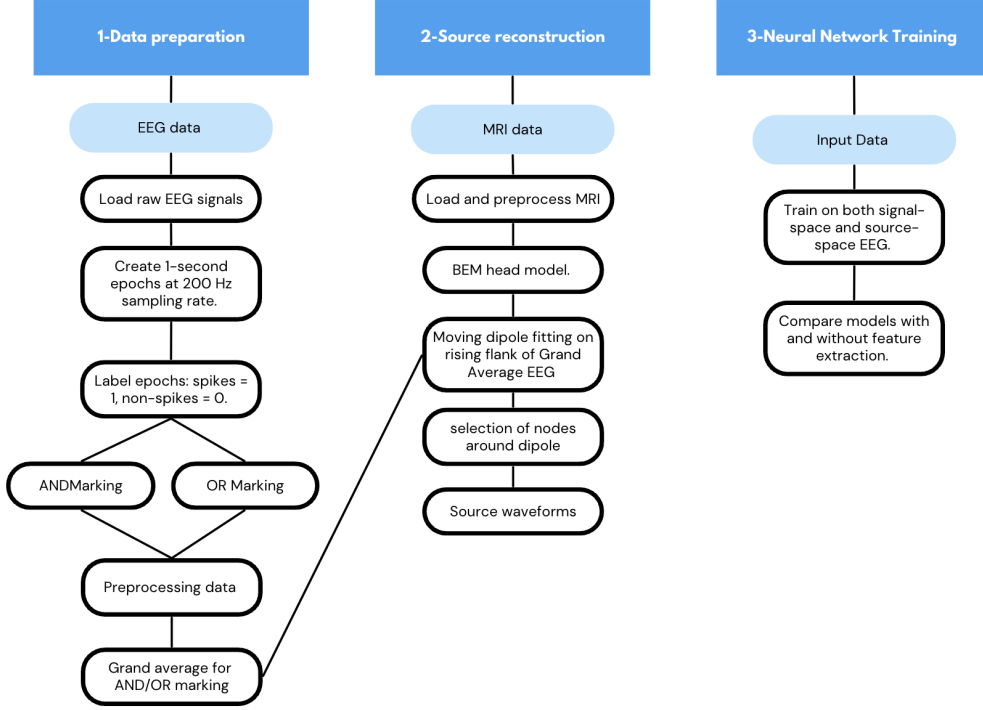 1-Data preparation
EEG data
Load raw EEG signals
Create 1-second
epochs at 200 Hz
sampling rate.
Label epochs: spikes =
1, non-spikes = 0.
ANDMarking
OR Marking
Preprocessing data
Grand average for
AND/OR marking
2-Source reconstruction
MRI data
Load and preprocess MRI
BEM head model.
Moving dipole fitting on
rising flank of Grand
Average EEG
selection of nodes
around dipole
Source waveforms
3-Neural Network Training
Input Data
Train on both signal-
space and source-
space EEG.
Compare models with
and without feature
extraction.